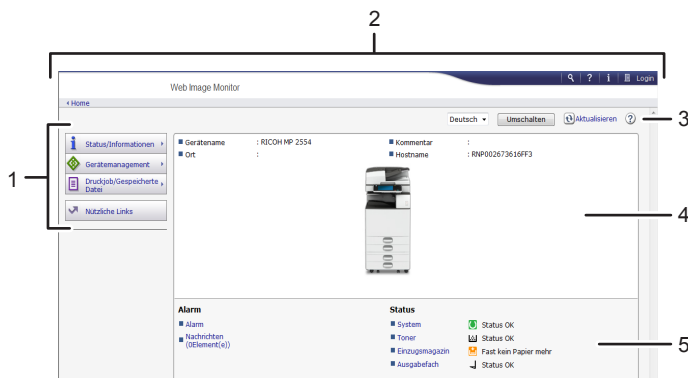 2
Web Image Monitor
? i Login
Home
Deutsch Umschalten Aktualisieren ? 3
1
Status/Informationen
Gerätemanagement
Druckjob/Gespeicherte
Datei
Nützliche Links
Gerätename : RICOH MP 2554 Kommentar :
Ort : Hostname : RNP002673616FF3
4
Alarm Status
Alarm System Status OK
Nachrichten Toner Status OK
(0Element(e)) Einzugsmagazin Fast kein Papier mehr 5
Ausgabefach Status OK